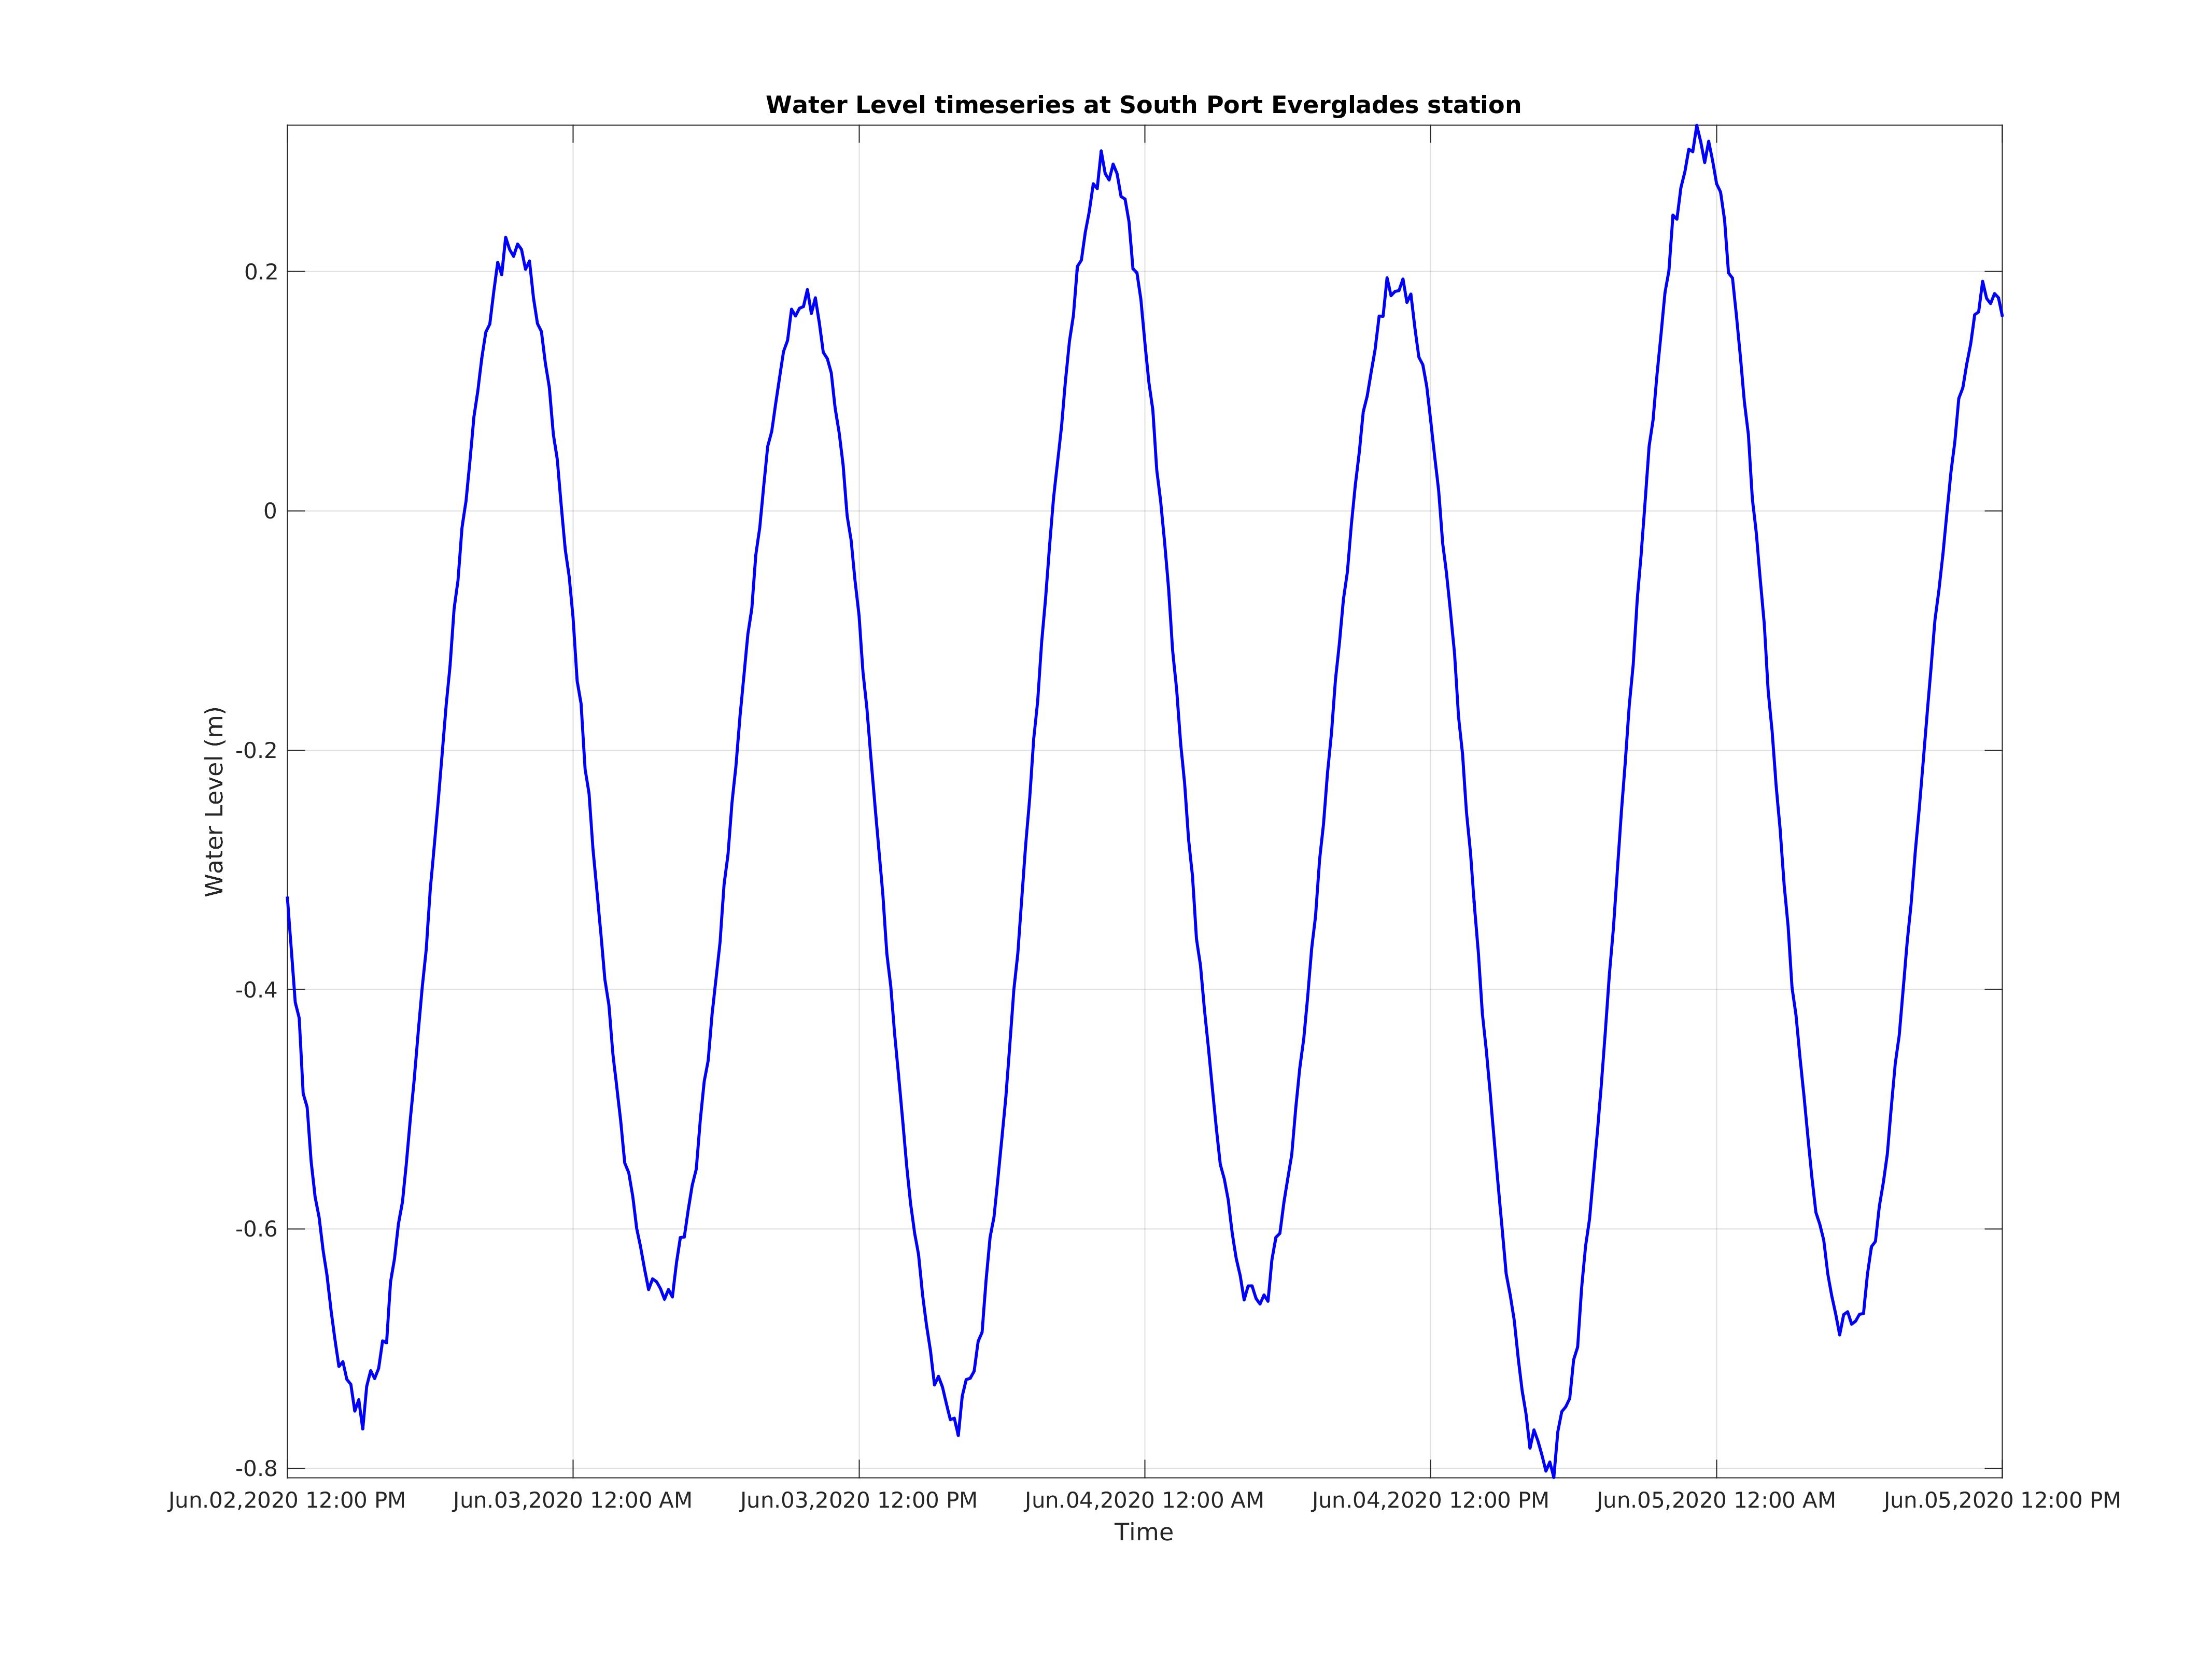 Water Level timeseries at South Port Everglades station
0.2
0
-0.2
-0.4
-0.6
-0.8
Water Level (m)
Jun.02,2020 12:00 PM
Jun.03,2020 12:00 AM
Jun.03,2020 12:00 PM
Jun.04,2020 12:00 AM
Jun.04,2020 12:00 PM
Jun.05,2020 12:00 AM
Jun.05,2020 12:00 PM
Time